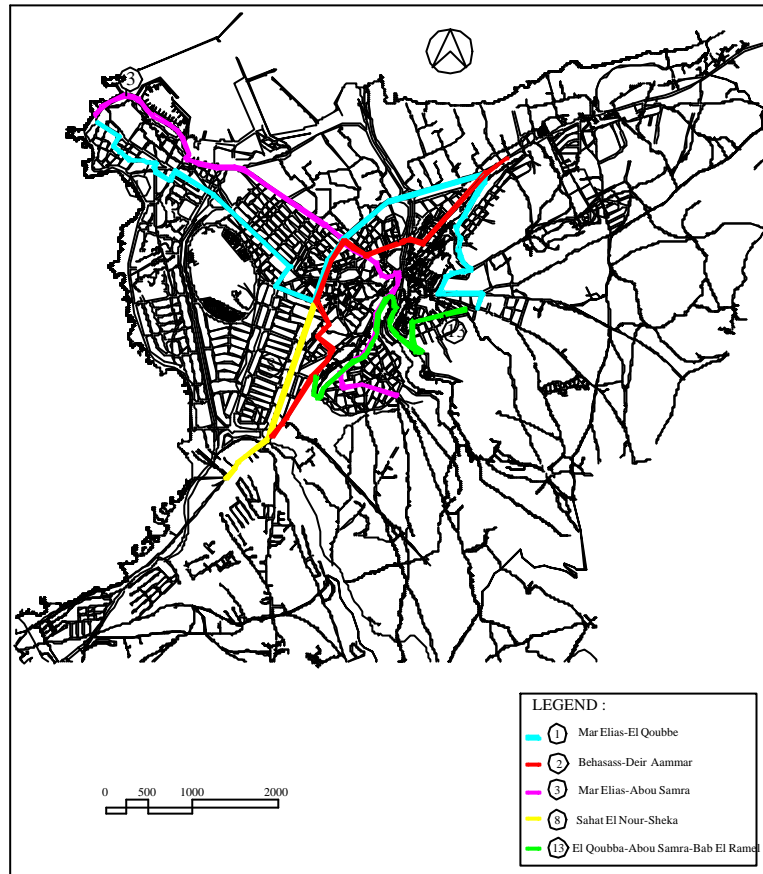 3
0 500 1000 2000
LEGEND :
1 Mar Elias-El Qoubbe
2 Behasass-Deir Aammar
3 Mar Elias-Abou Samra
8 Sahat El Nour-Sheka
13 El Qoubba-Abou Samra-Bab El Ramel